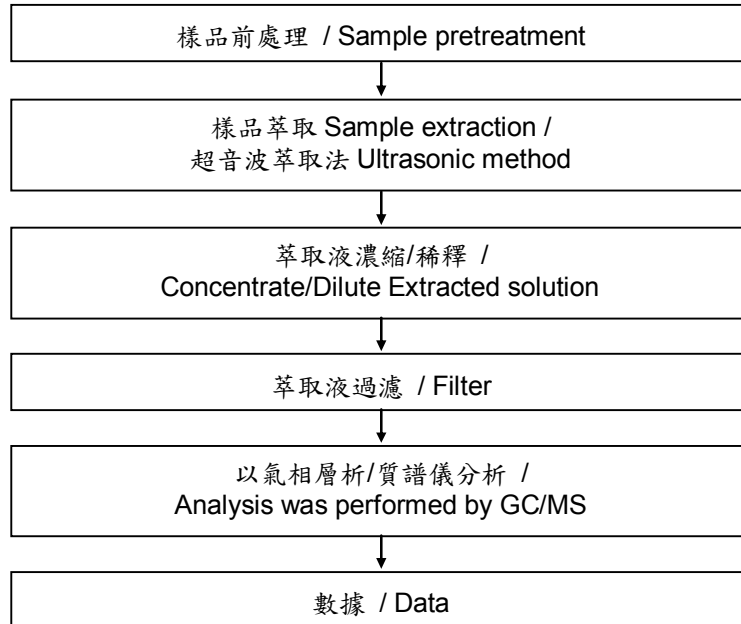 樣品前處理 / Sample pretreatment
樣品萃取 Sample extraction /
超音波萃取法 Ultrasonic method
萃取液濃縮/稀釋 /
Concentrate/Dilute Extracted solution
萃取液過濾 / Filter
以氣相層析/質譜儀分析 /
Analysis was performed by GC/MS
數據 / Data